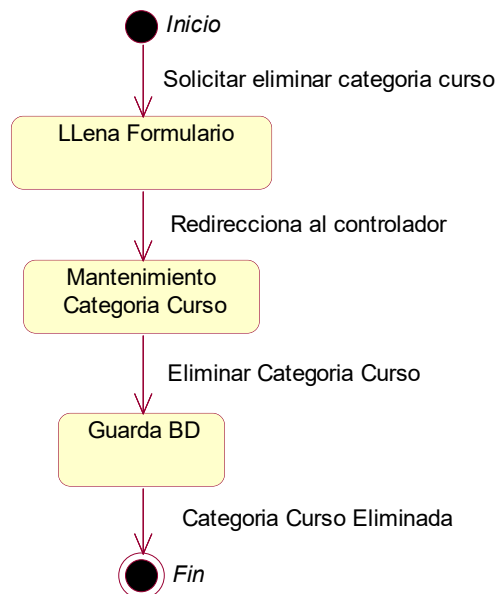 Inicio
Solicitar eliminar categoria curso
LLena Formulario
Redirecciona al controlador
Mantenimiento
Categoria Curso
Eliminar Categoria Curso
Guarda BD
Categoria Curso Eliminada
Fin